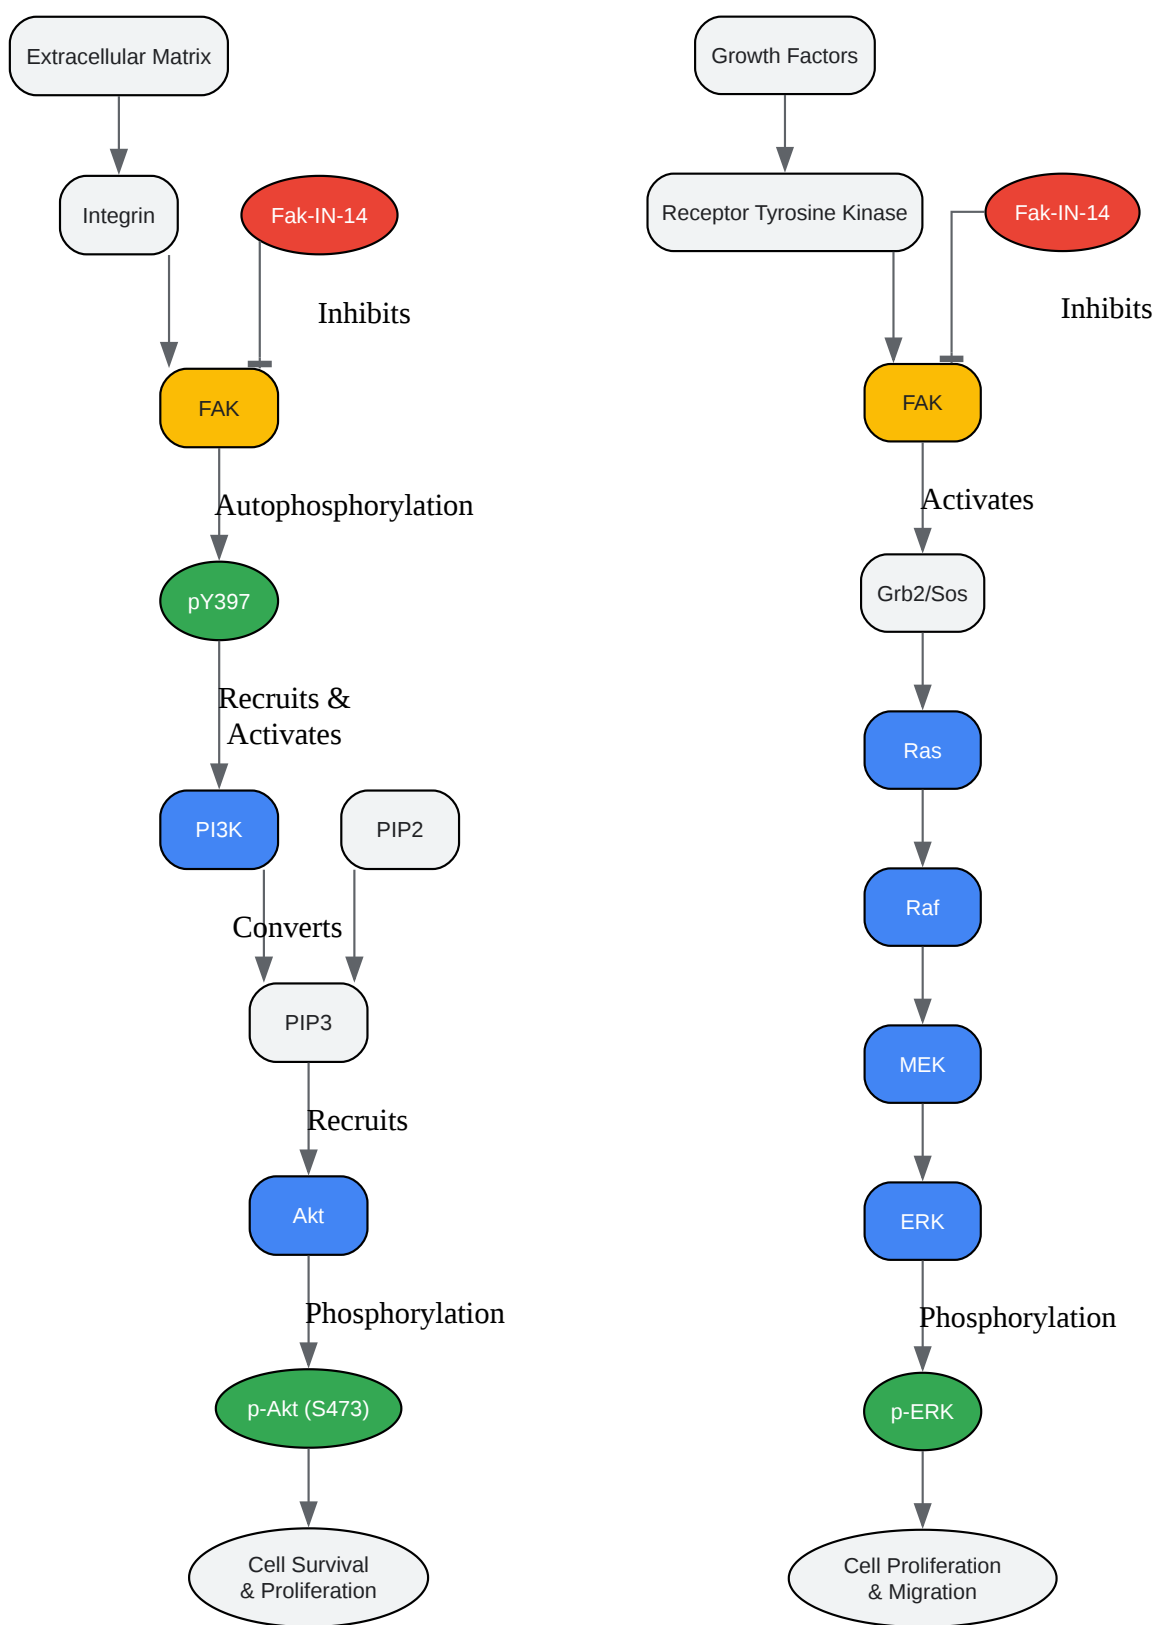 Extracellular Matrix
Integrin
Fak-IN-14
Inhibits
FAK
Autophosphorylation
pY397
Recruits &
Activates
PI3K
PIP2
Converts
PIP3
Recruits
Akt
Phosphorylation
p-Akt (S473)
Cell Survival
& Proliferation
Growth Factors
Receptor Tyrosine Kinase
Fak-IN-14
Inhibits
FAK
Activates
Grb2/Sos
Ras
Raf
MEK
ERK
Phosphorylation
p-ERK
Cell Proliferation
& Migration